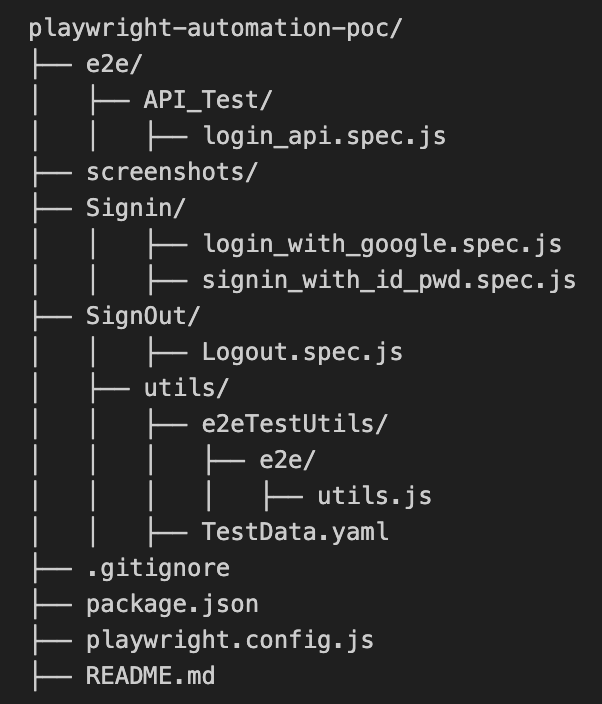 playwright-automation-poc/
├── e2e/
│   ├── API_Test/
│   │   ├── login_api.spec.js
├── screenshots/
├── Signin/
│   │   ├── login_with_google.spec.js
│   │   ├── signin_with_id_pwd.spec.js
├── SignOut/
│   │   ├── Logout.spec.js
│   ├── utils/
│   │   ├── e2eTestUtils/
│   │   │   ├── e2e/
│   │   │   │   ├── utils.js
│   │   ├── TestData.yaml
├── .gitignore
├── package.json
├── playwright.config.js
├── README.md